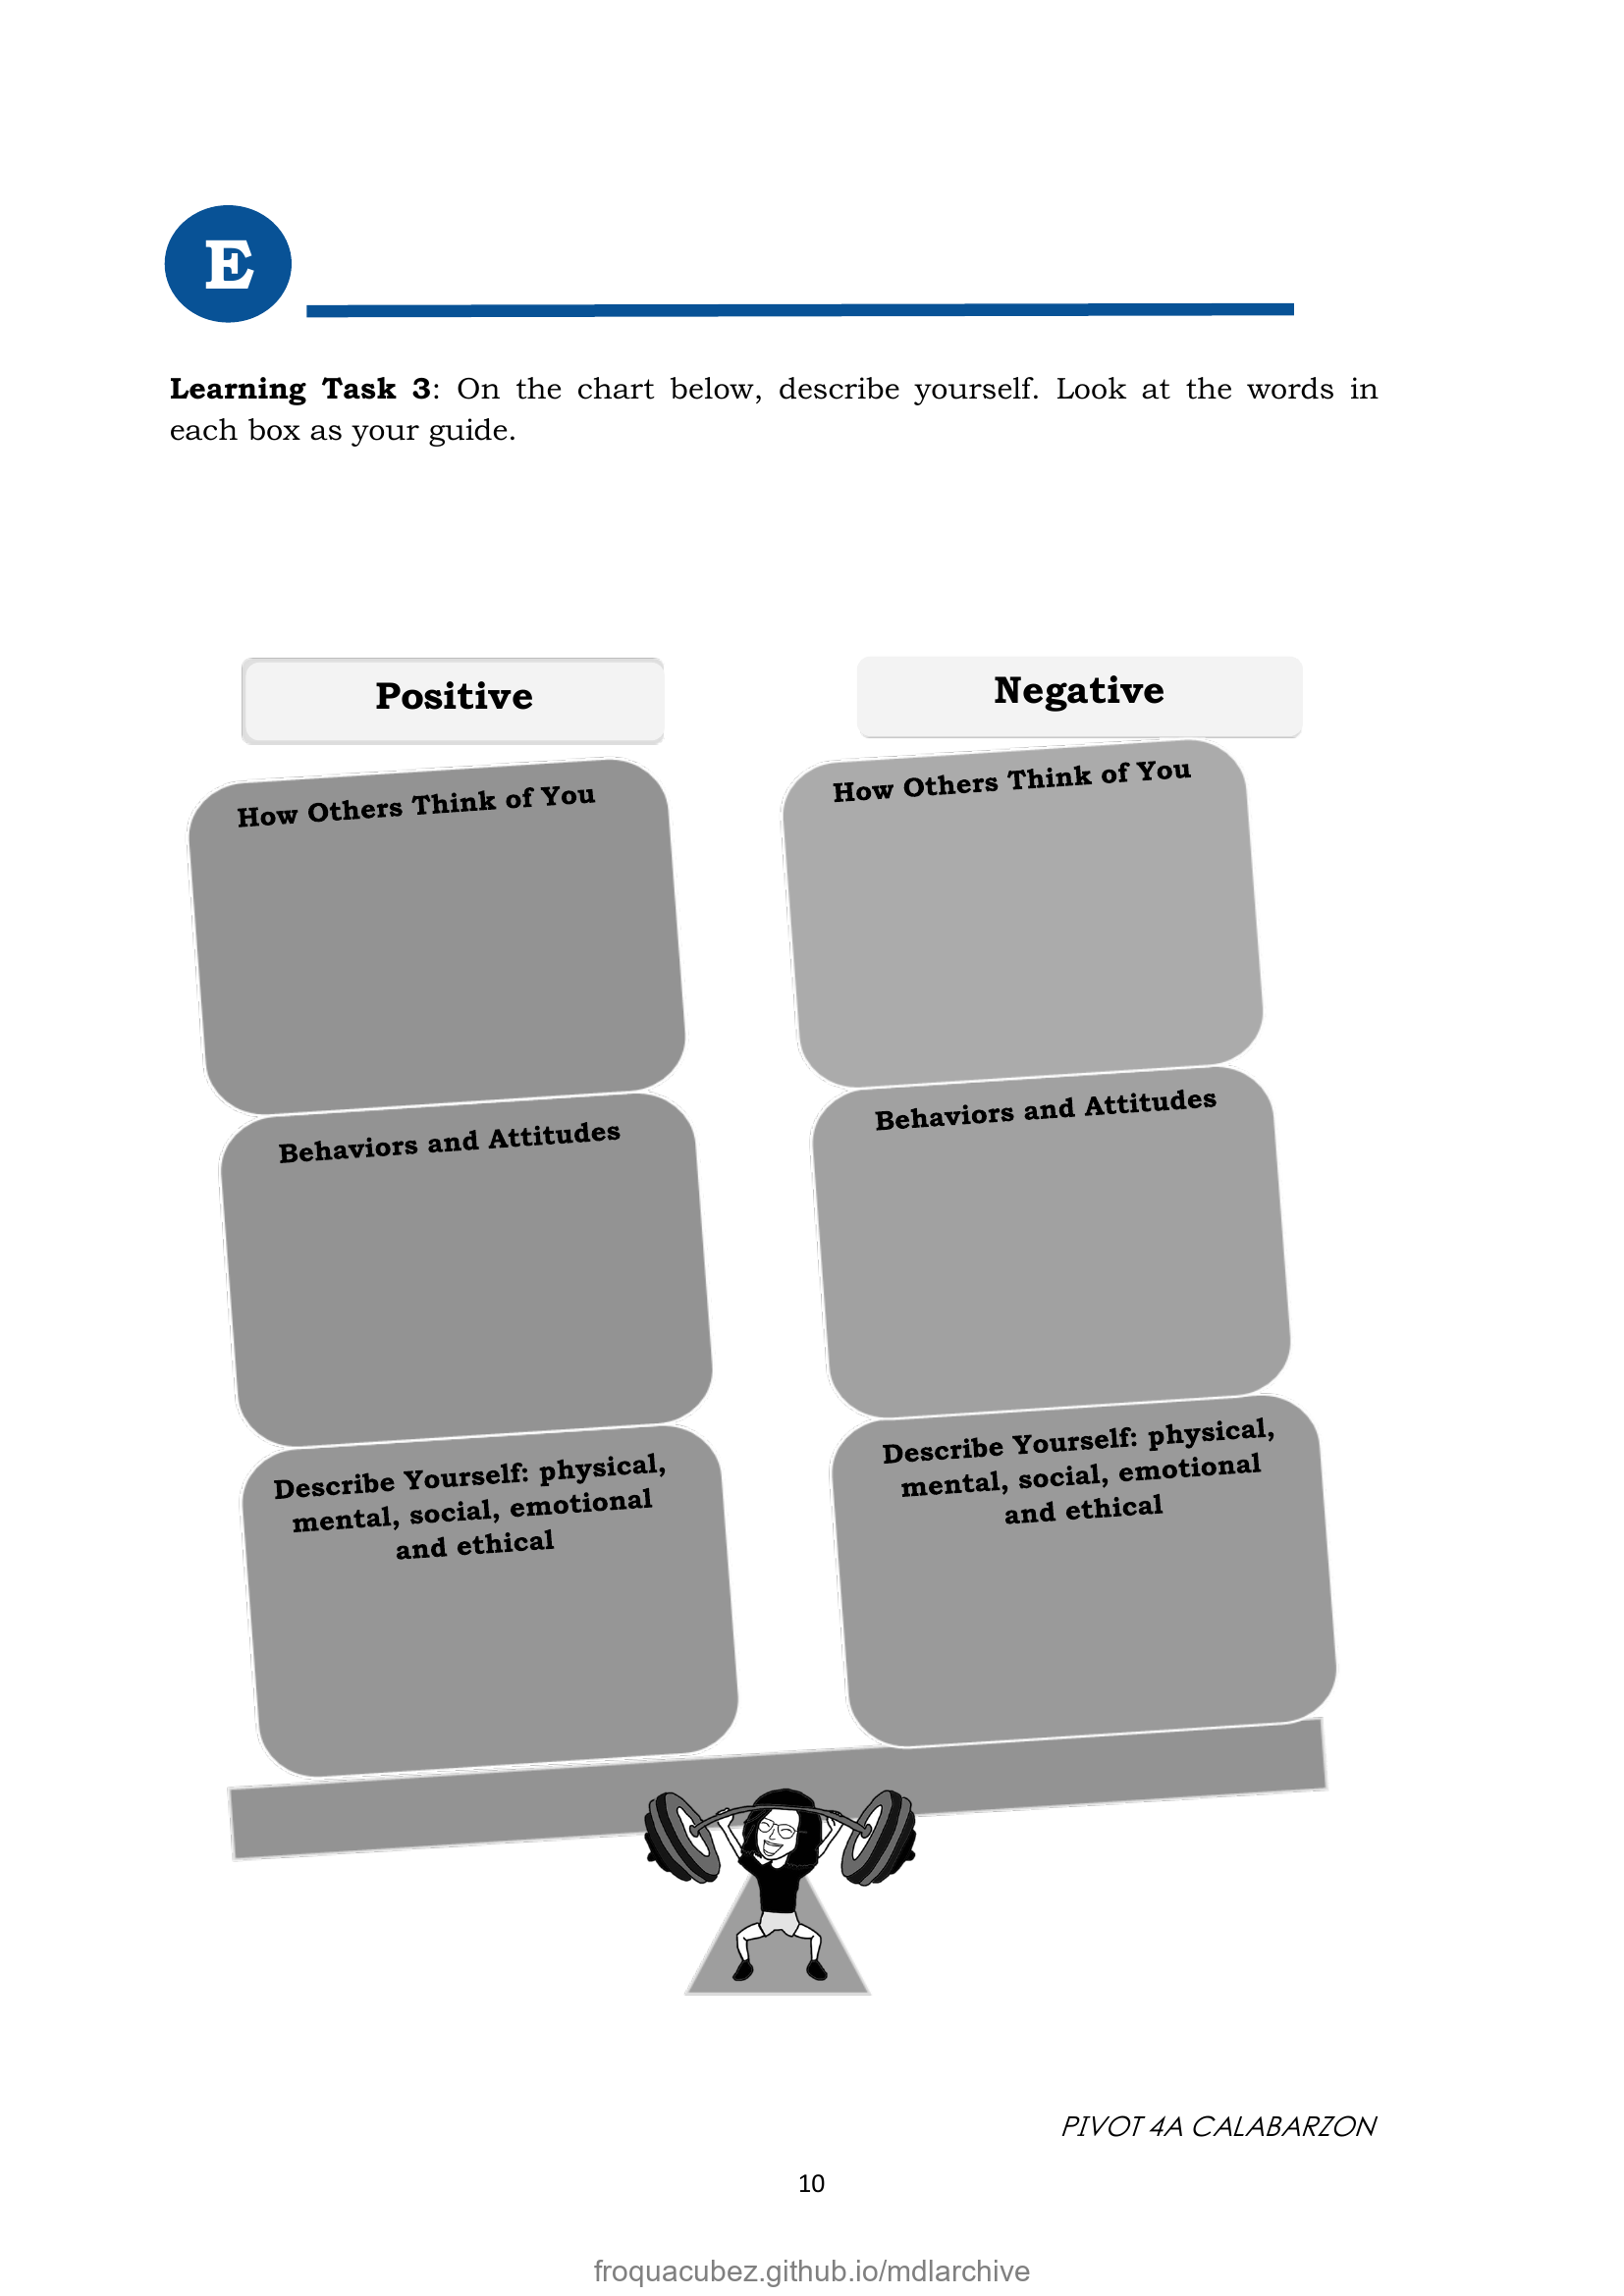 E
Learning Task 3: On the chart below, describe yourself. Look at the words in
each box as your guide.
Positive
How Others Think of You
Behaviors and Attitudes
Describe Yourself: physical,
mental, social, emotional
and ethical
Negative
How Others Think of You
Behaviors and Attitudes
Describe Yourself: physical,
mental, social, emotional
and ethical
PIVOT 4A CALABARZON
10
froquacubez.github.io/mdlarchive